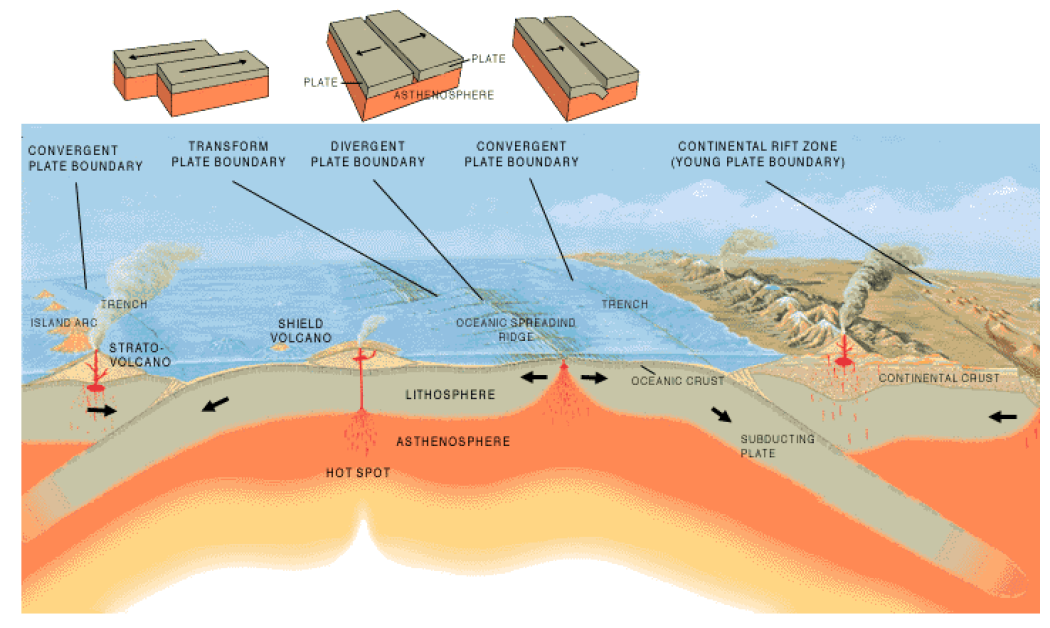 PLATE
PLATE
ASTHENOSPHERE
CONVERGENT
PLATE BOUNDARY
TRANSFORM
PLATE BOUNDARY
DIVERGENT
PLATE BOUNDARY
CONVERGENT
PLATE BOUNDARY
CONTINENTAL RIFT ZONE
(YOUNG PLATE BOUNDARY)
TRENCH
ISLAND ARC
STRATO-
VOLCANO
SHIELD
VOLCANO
OCEANIC SPREADING
RIDGE
TRENCH
OCEANIC CRUST
CONTINENTAL CRUST
LITHOSPHERE
ASTHENOSPHERE
HOT SPOT
SUBDUCTING
PLATE